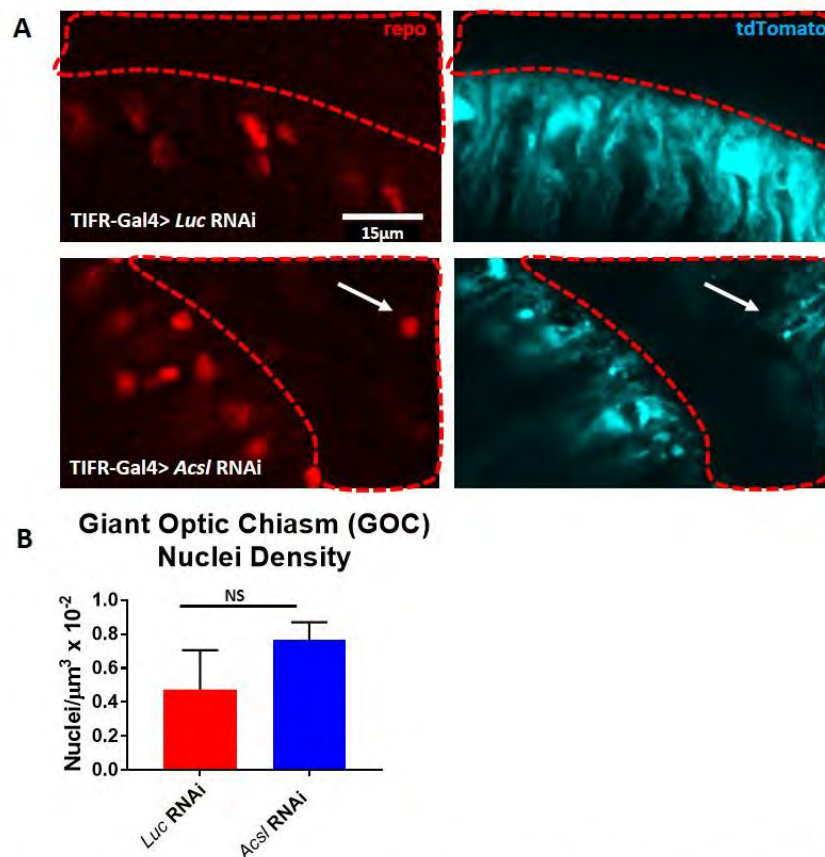 A
repo
tdTomato
TIFR-Gal4> Luc RNAi
15µm
TIFR-Gal4> Acsl RNAi
B
Giant Optic Chiasm (GOC)
Nuclei Density
NS
1.0
0.8
0.6
0.4
0.2
0.0
Nuclei/µm³ x 10⁻²
Luc RNAi
Acsl RNAi